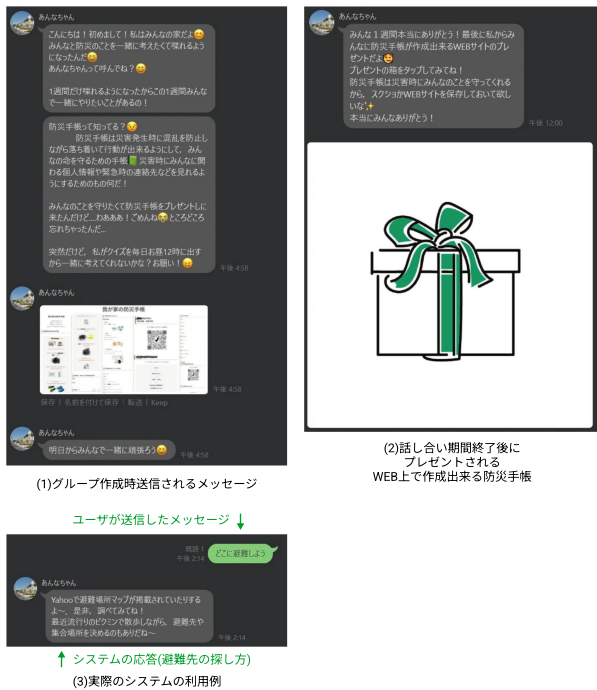 あんなちゃん
こんにちは！初めまして！私はみんなの家だよ😊
みんなと防災のことを一緒に考えたくて喋れるよう
になったんだ😄
あんなちゃんって呼んでね？😄
1週間だけ喋れるようになったからこの1週間みんな
で一緒にやりたいことがあるの！
防災手帳って知ってる？😟
防災手帳は災害発生時に混乱を防止し
ながら落ち着いて行動が出来るようにして、みん
なの命を守るための手帳📗災害時にみんなに関
わる個人情報や緊急時の連絡先などを見れるよ
うにするためのもの何だ！
みんなのことを守りたくて防災手帳をプレゼントしに
来たんだけど...わあああ！ごめんね😭ところどころ
忘れちゃったんだ...
突然だけど、私がクイズを毎日お昼12時に出す
から一緒に考えてくれないかな？お願い！😄
午後 4:58
あんなちゃん
我が家の防災手帳
午後 4:58
保存 | 名前を付けて保存 | 転送 | Keep
あんなちゃん
明日からみんなで一緒に頑張ろう😆
午後 4:58
(1)グループ作成時送信されるメッセージ
あんなちゃん
みんな１週間本当にありがとう！最後に私からみ
んなに防災手帳が作成出来るWEBサイトのプレ
ゼントだよ🥰
プレゼントの箱をタップしてみてね！
防災手帳は災害時にみんなのことを守ってくれる
から、スクショかWEBサイトを保存しておいて欲し
いな✨
本当にみんなありがとう！
午後 12:00
(2)話し合い期間終了後に
プレゼントされる
WEB上で作成出来る防災手帳
ユーザが送信したメッセージ ↓
既読 1
午後 2:14
どこに避難しよう
あんなちゃん
Yahooで避難場所マップが掲載されていたりする
よ〜、是非、調べてみてね！
最近流行りのピクミンで散歩しながら、避難先や
集合場所を決めるのもありだね〜
午後 2:14
↑ システムの応答(避難先の探し方)
(3)実際のシステムの利用例